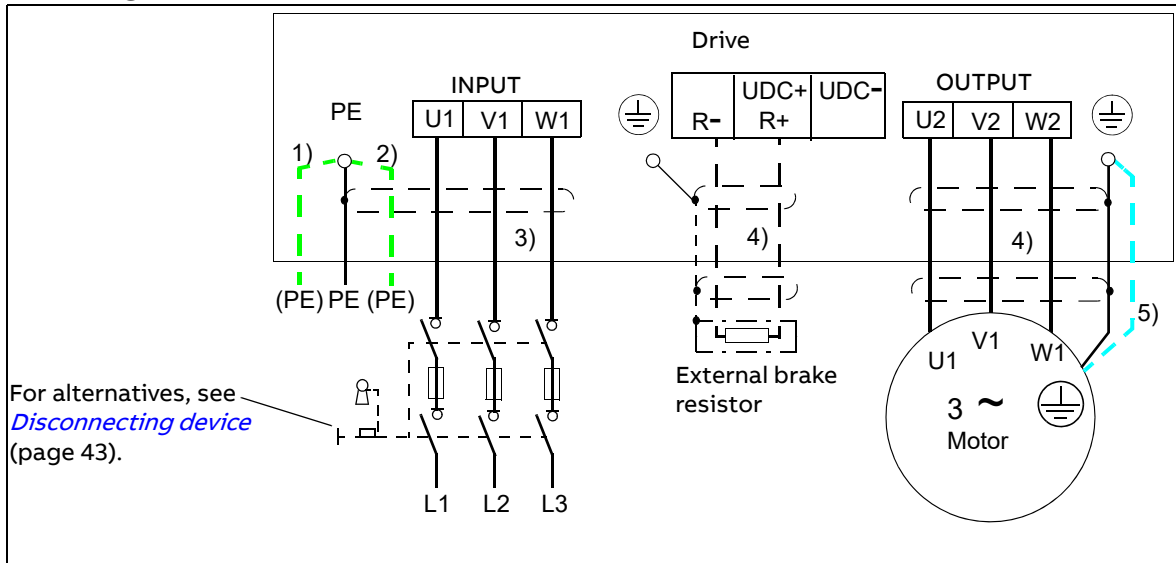 Drive
INPUT
OUTPUT
PE
U1 V1 W1
R- UDC+ R+ UDC-
U2 V2 W2
1) 2)
3)
4)
4)
5)
(PE) PE (PE)
U1 V1 W1
3 ~
Motor
External brake
resistor
For alternatives, see
Disconnecting device
(page 43).
L1 L2 L3